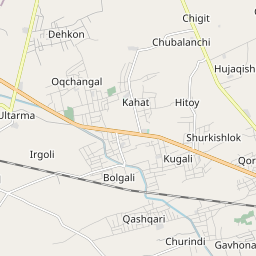 Chigit
Dehkon
Chubalanchi
Hujaqish
Oqchangal
Kahat
Hitoy
Ultarma
Shurkishlok
Irgoli
Kugali
Qor
Bolgali
Qashqari
Churindi
Gavhona